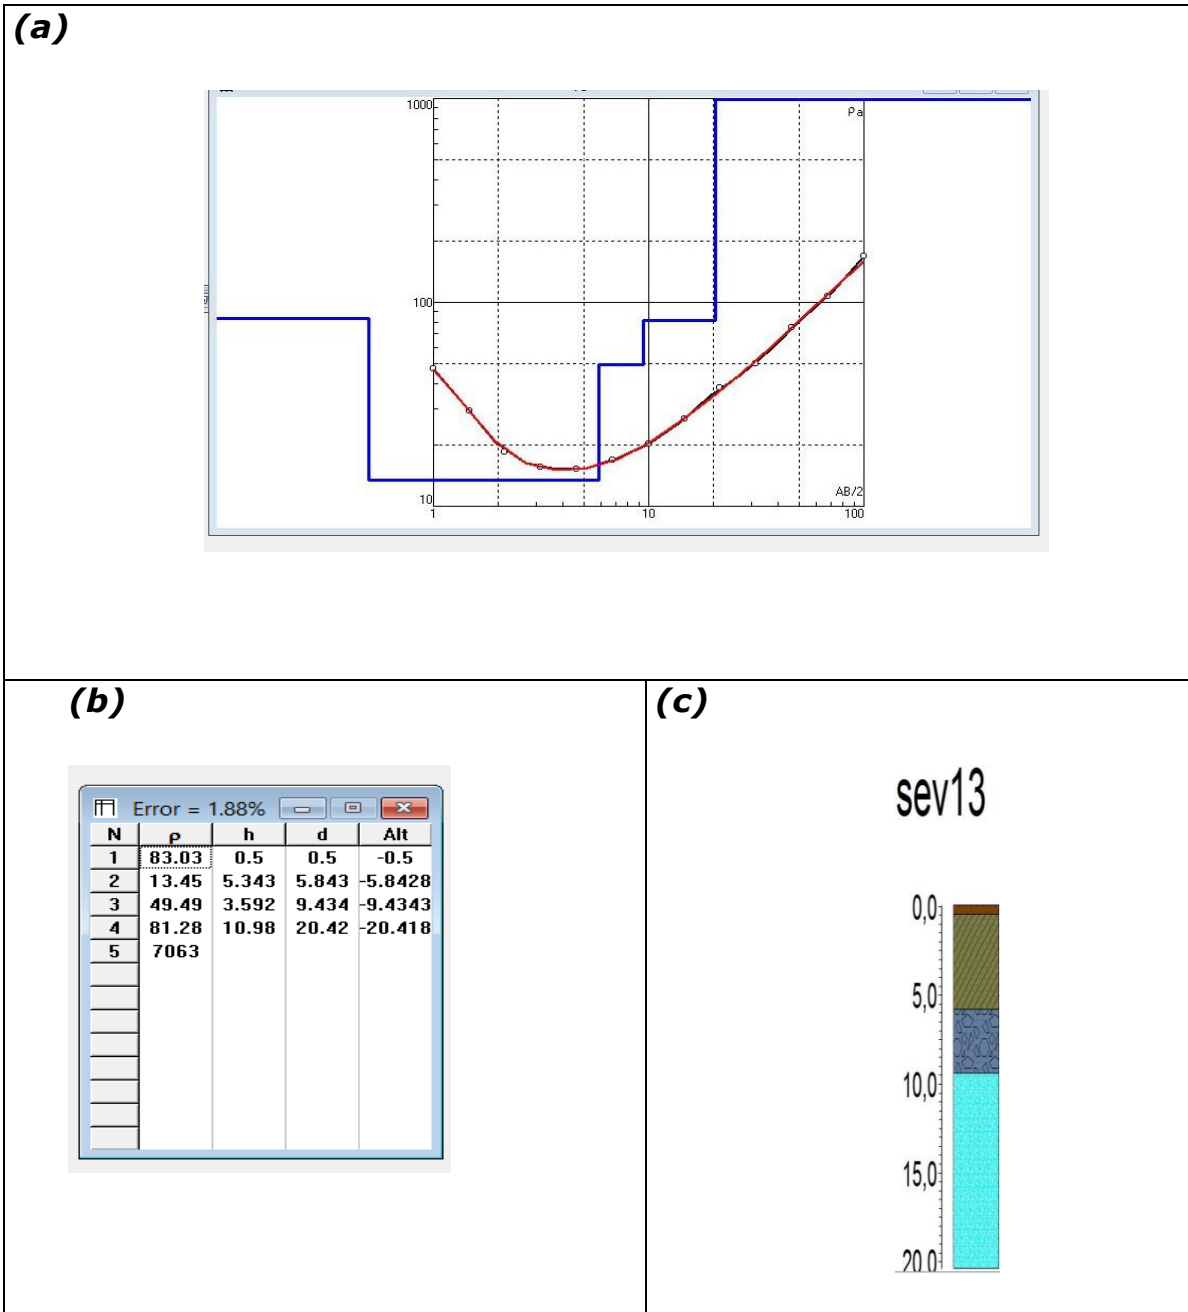 (a)
1000
Pa
100
10
AB/2
1
10
100
(b)
(c)
Error = 1.88%
N ρ h d Alt
1 83.03 0.5 0.5 -0.5
2 13.45 5.343 5.843 -5.8428
3 49.49 3.592 9.434 -9.4343
4 81.28 10.98 20.42 -20.418
5 7063
sev13
0,0
5,0
10,0
15,0
20,0